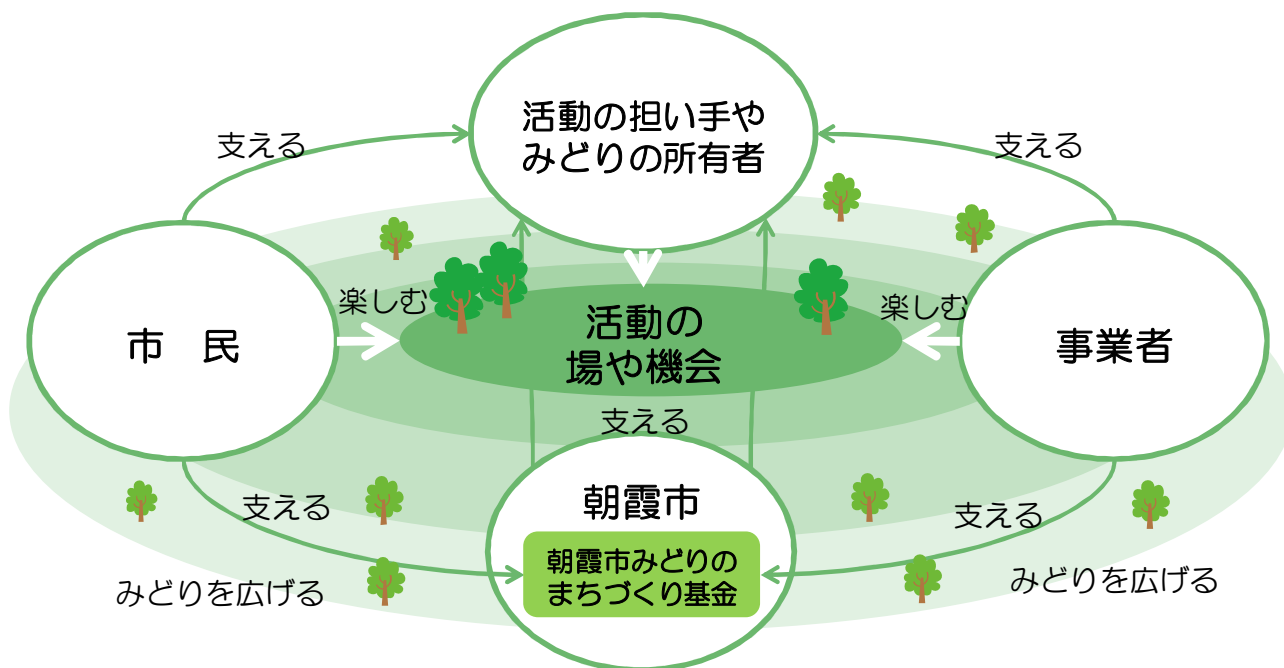 活動の担い手や
みどりの所有者
支える
支える
楽しむ
楽しむ
市　民
活動の
場や機会
事業者
支える
朝霞市
朝霞市みどりの
まちづくり基金
支える
支える
みどりを広げる
みどりを広げる